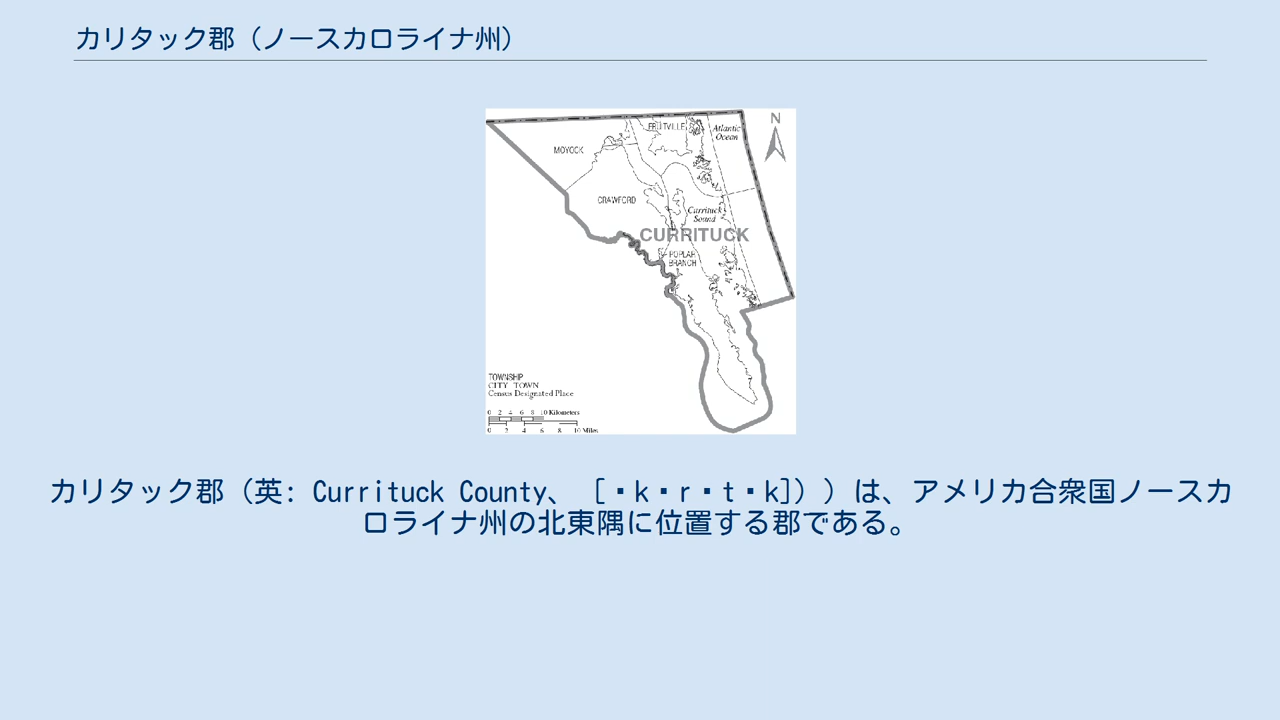 カリタック郡（ノースカロライナ州）
N
FRUITVILLE
Atlantic
Ocean
MOYOCK
CRAWFORD
Currituck
Sound
CURRITUCK
POPLAR
BRANCH
TOWNSHIP
CITY TOWN
Census Designated Place
0 2 4 6 8 10 Kilometers
0 2 4 6 8 10 Miles
カリタック郡（英: Currituck County、 [・k・r・t・k]））は、アメリカ合衆国ノースカ
ロライナ州の北東隅に位置する郡である。